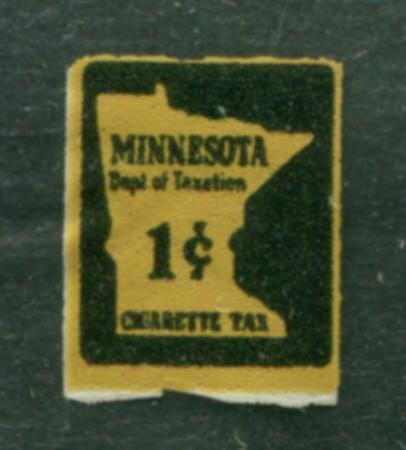 MINNESOTA
Dept of Taxation
1¢
CIGARETTE TAX